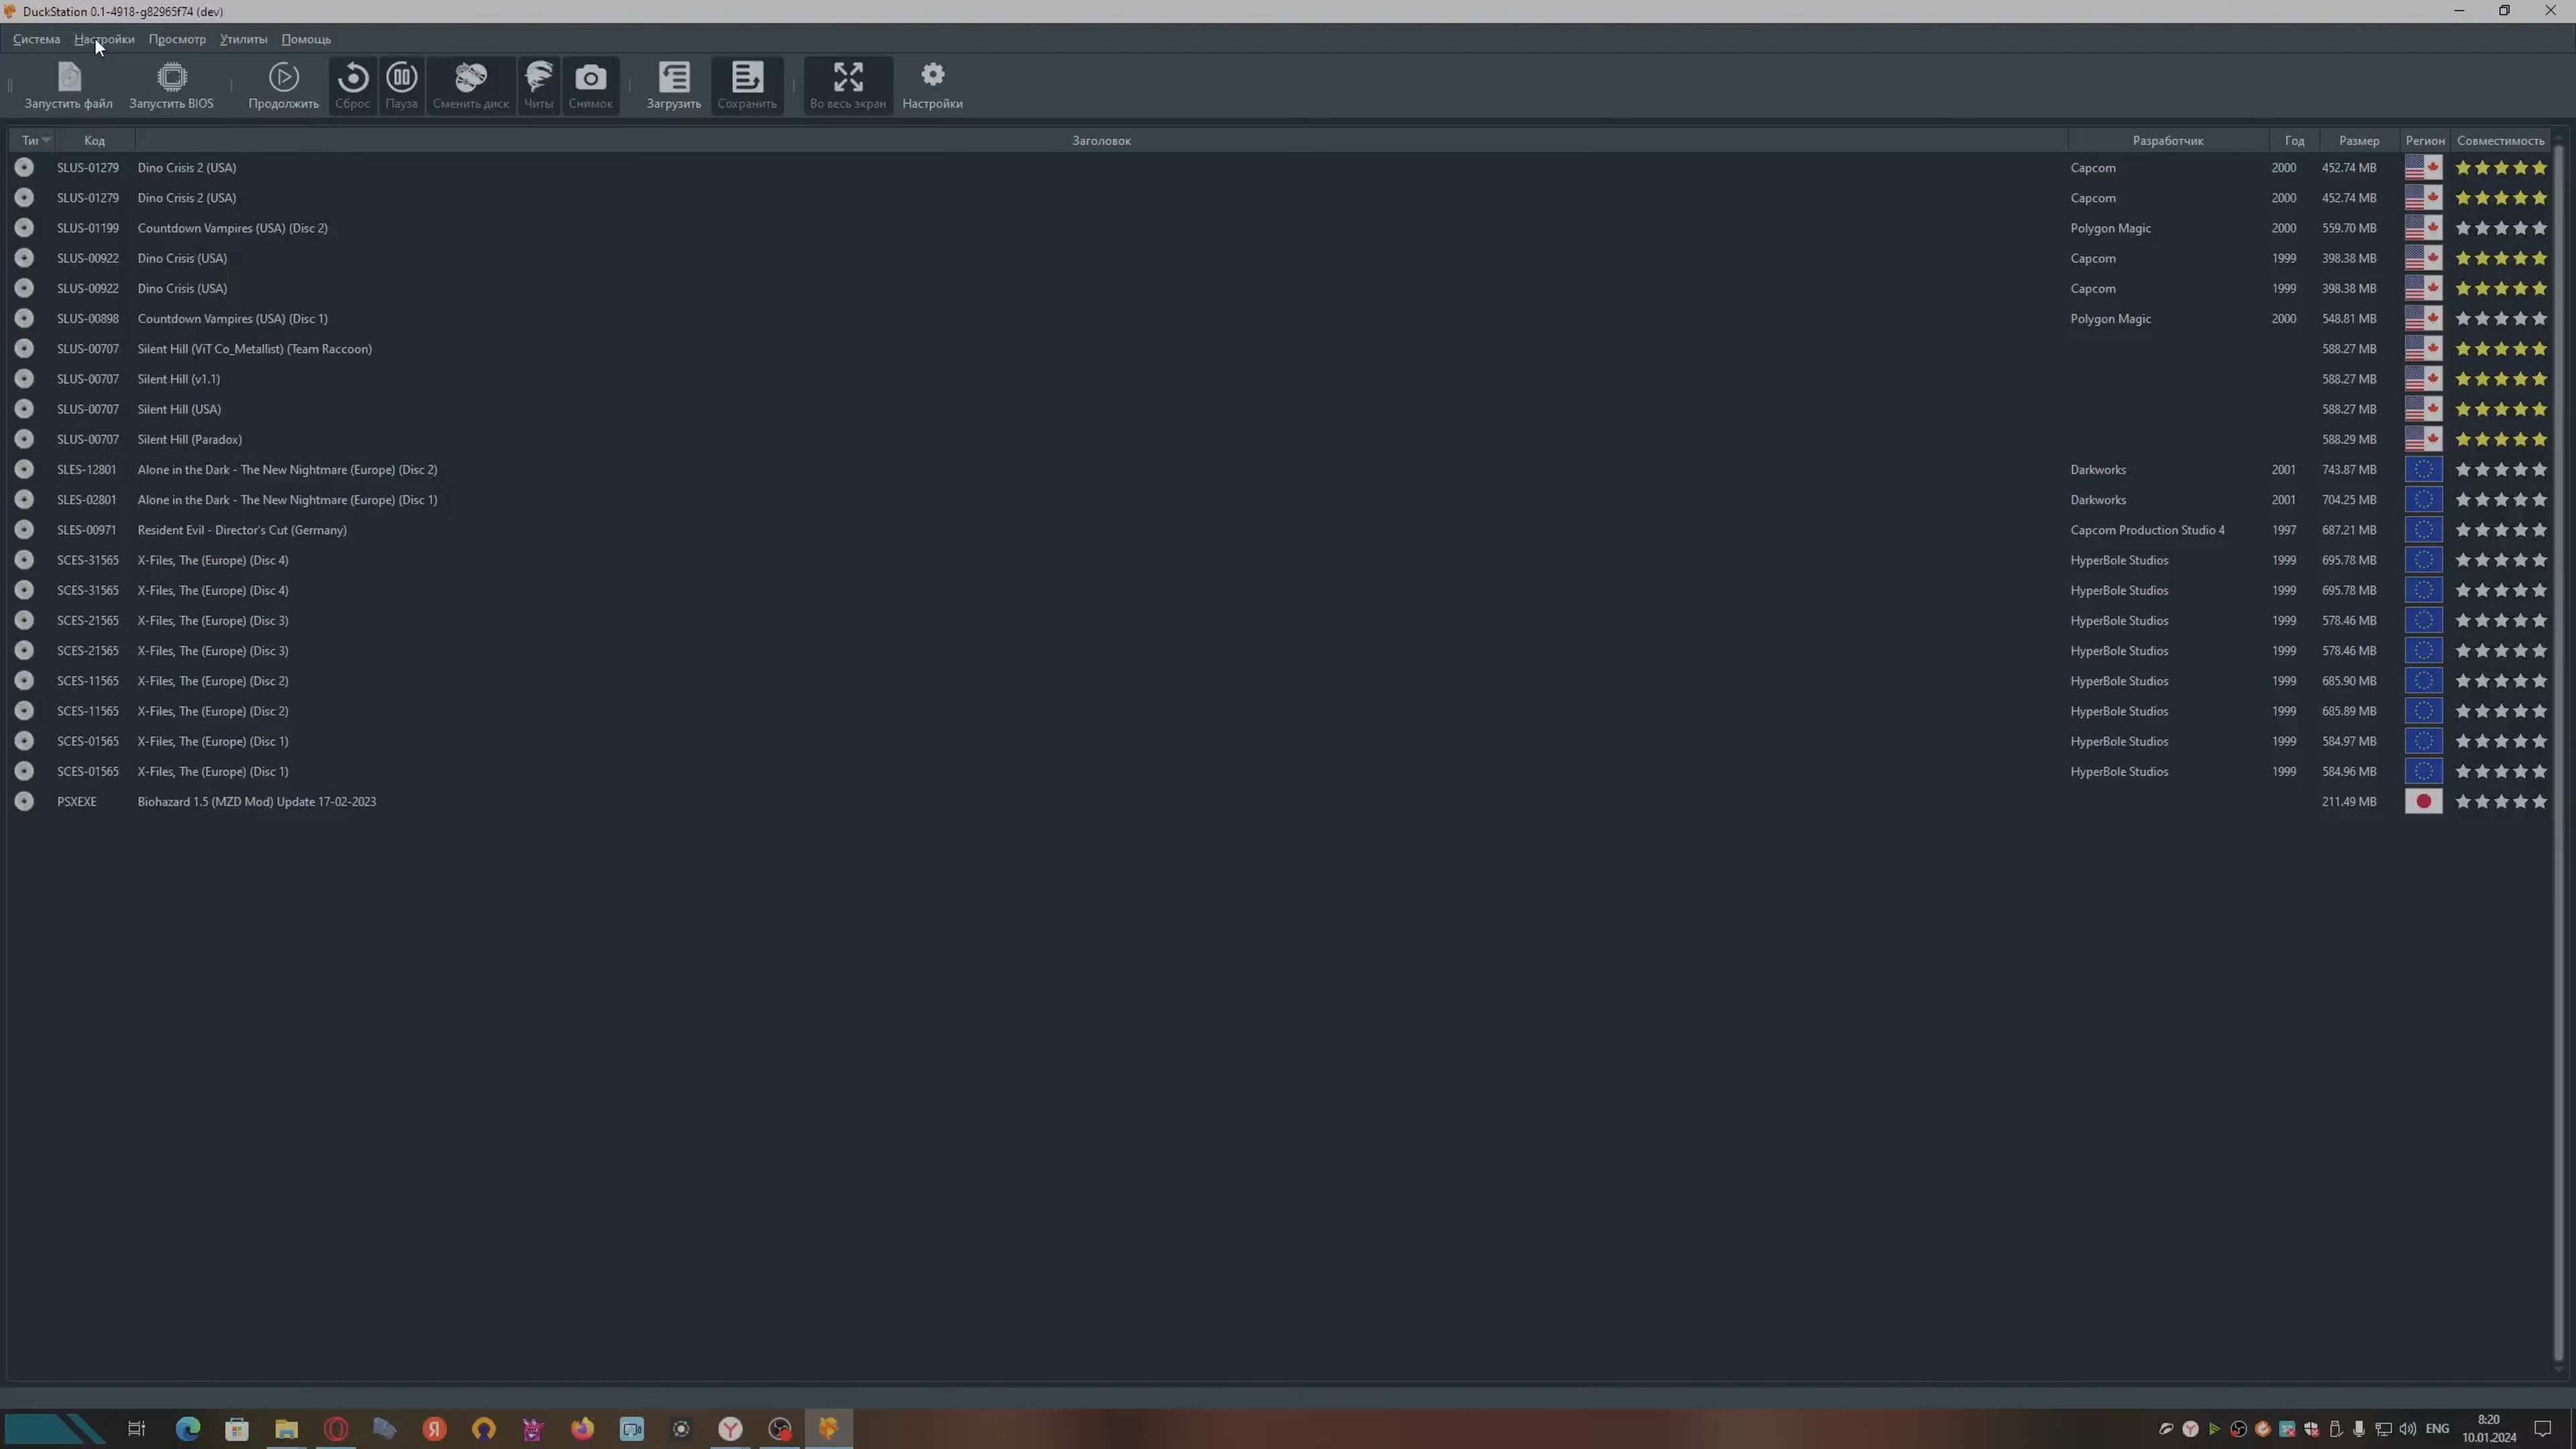 DuckStation 0.1-4918-g82965f74 (dev)
Система Настройки Просмотр Утилиты Помощь
Запустить файл Запустить BIOS Продолжить Сброс Пауза Сменить диск Читы Снимок Загрузить Сохранить Во весь экран Настройки
Тип Код Заголовок Разработчик Год Размер Регион Совместимость
SLUS-01279 Dino Crisis 2 (USA) Capcom 2000 452.74 MB
SLUS-01279 Dino Crisis 2 (USA) Capcom 2000 452.74 MB
SLUS-01199 Countdown Vampires (USA) (Disc 2) Polygon Magic 2000 559.70 MB
SLUS-00922 Dino Crisis (USA) Capcom 1999 398.38 MB
SLUS-00922 Dino Crisis (USA) Capcom 1999 398.38 MB
SLUS-00898 Countdown Vampires (USA) (Disc 1) Polygon Magic 2000 548.81 MB
SLUS-00707 Silent Hill (ViT Co_Metallist) (Team Raccoon) 588.27 MB
SLUS-00707 Silent Hill (v1.1) 588.27 MB
SLUS-00707 Silent Hill (USA) 588.27 MB
SLUS-00707 Silent Hill (Paradox) 588.29 MB
SLES-12801 Alone in the Dark - The New Nightmare (Europe) (Disc 2) Darkworks 2001 743.87 MB
SLES-02801 Alone in the Dark - The New Nightmare (Europe) (Disc 1) Darkworks 2001 704.25 MB
SLES-00971 Resident Evil - Director's Cut (Germany) Capcom Production Studio 4 1997 687.21 MB
SCES-31565 X-Files, The (Europe) (Disc 4) HyperBole Studios 1999 695.78 MB
SCES-31565 X-Files, The (Europe) (Disc 4) HyperBole Studios 1999 695.78 MB
SCES-21565 X-Files, The (Europe) (Disc 3) HyperBole Studios 1999 578.46 MB
SCES-21565 X-Files, The (Europe) (Disc 3) HyperBole Studios 1999 578.46 MB
SCES-11565 X-Files, The (Europe) (Disc 2) HyperBole Studios 1999 685.90 MB
SCES-11565 X-Files, The (Europe) (Disc 2) HyperBole Studios 1999 685.89 MB
SCES-01565 X-Files, The (Europe) (Disc 1) HyperBole Studios 1999 584.97 MB
SCES-01565 X-Files, The (Europe) (Disc 1) HyperBole Studios 1999 584.96 MB
PSXEXE Biohazard 1.5 (MZD Mod) Update 17-02-2023 211.49 MB
ENG 8:20
10.01.2024